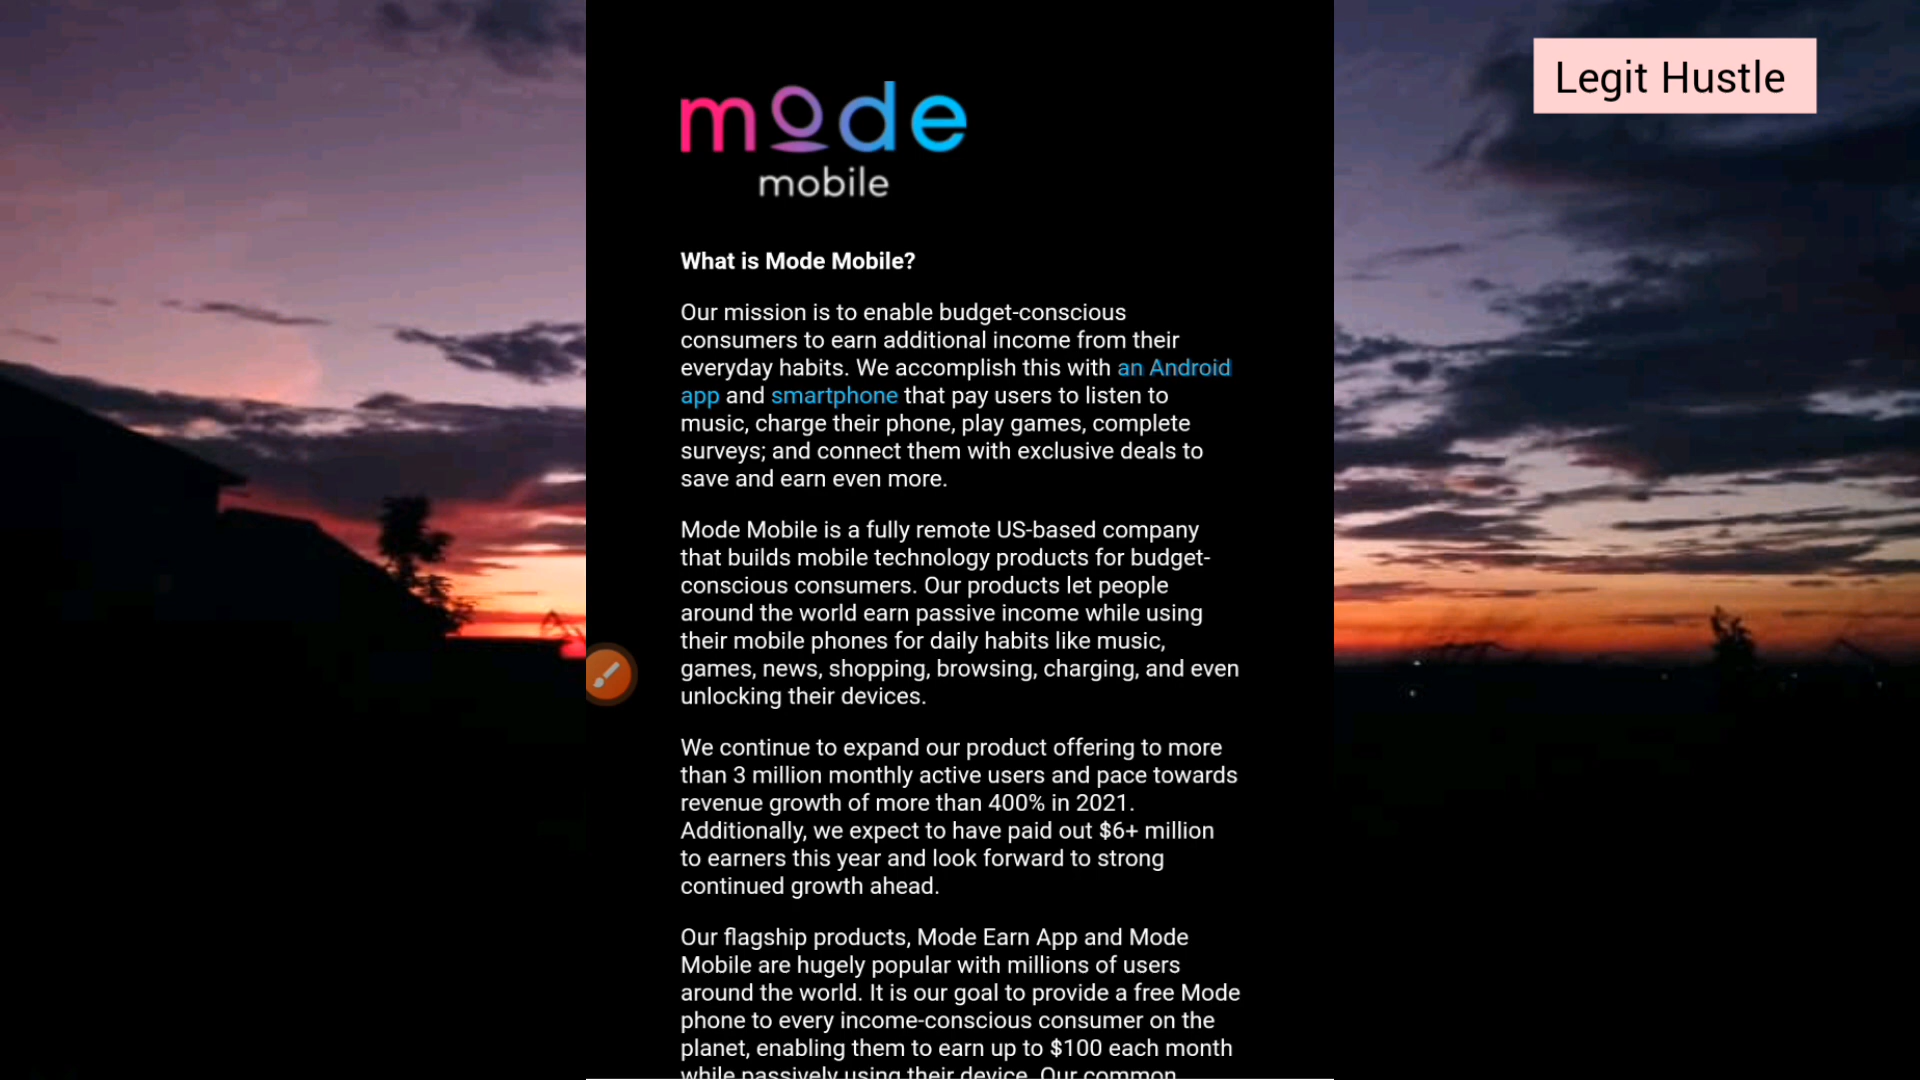 Legit Hustle
mode
mobile
What is Mode Mobile?
Our mission is to enable budget-conscious
consumers to earn additional income from their
everyday habits. We accomplish this with an Android
app and smartphone that pay users to listen to
music, charge their phone, play games, complete
surveys; and connect them with exclusive deals to
save and earn even more.
Mode Mobile is a fully remote US-based company
that builds mobile technology products for budget-
conscious consumers. Our products let people
around the world earn passive income while using
their mobile phones for daily habits like music,
games, news, shopping, browsing, charging, and even
unlocking their devices.
We continue to expand our product offering to more
than 3 million monthly active users and pace towards
revenue growth of more than 400% in 2021.
Additionally, we expect to have paid out $6+ million
to earners this year and look forward to strong
continued growth ahead.
Our flagship products, Mode Earn App and Mode
Mobile are hugely popular with millions of users
around the world. It is our goal to provide a free Mode
phone to every income-conscious consumer on the
planet, enabling them to earn up to $100 each month
while passively using their device. Our common